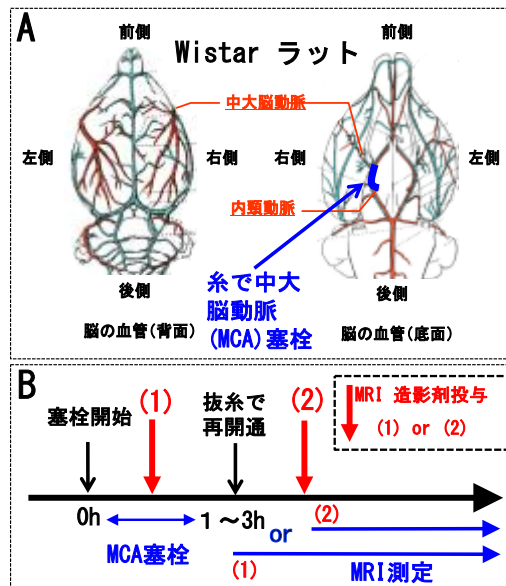 A
前側
前側
Wistar ラット
中大脳動脈
左側
右側
右側
左側
内頸動脈
後側
糸で中大
脳動脈
(MCA)塞栓
後側
脳の血管(背面)
脳の血管(底面)
B
塞栓開始
(1)
抜糸で
再開通
(2)
MRI 造影剤投与
(1) or (2)
0h
1 ~3h
or
(2)
MCA塞栓
(1)
MRI測定